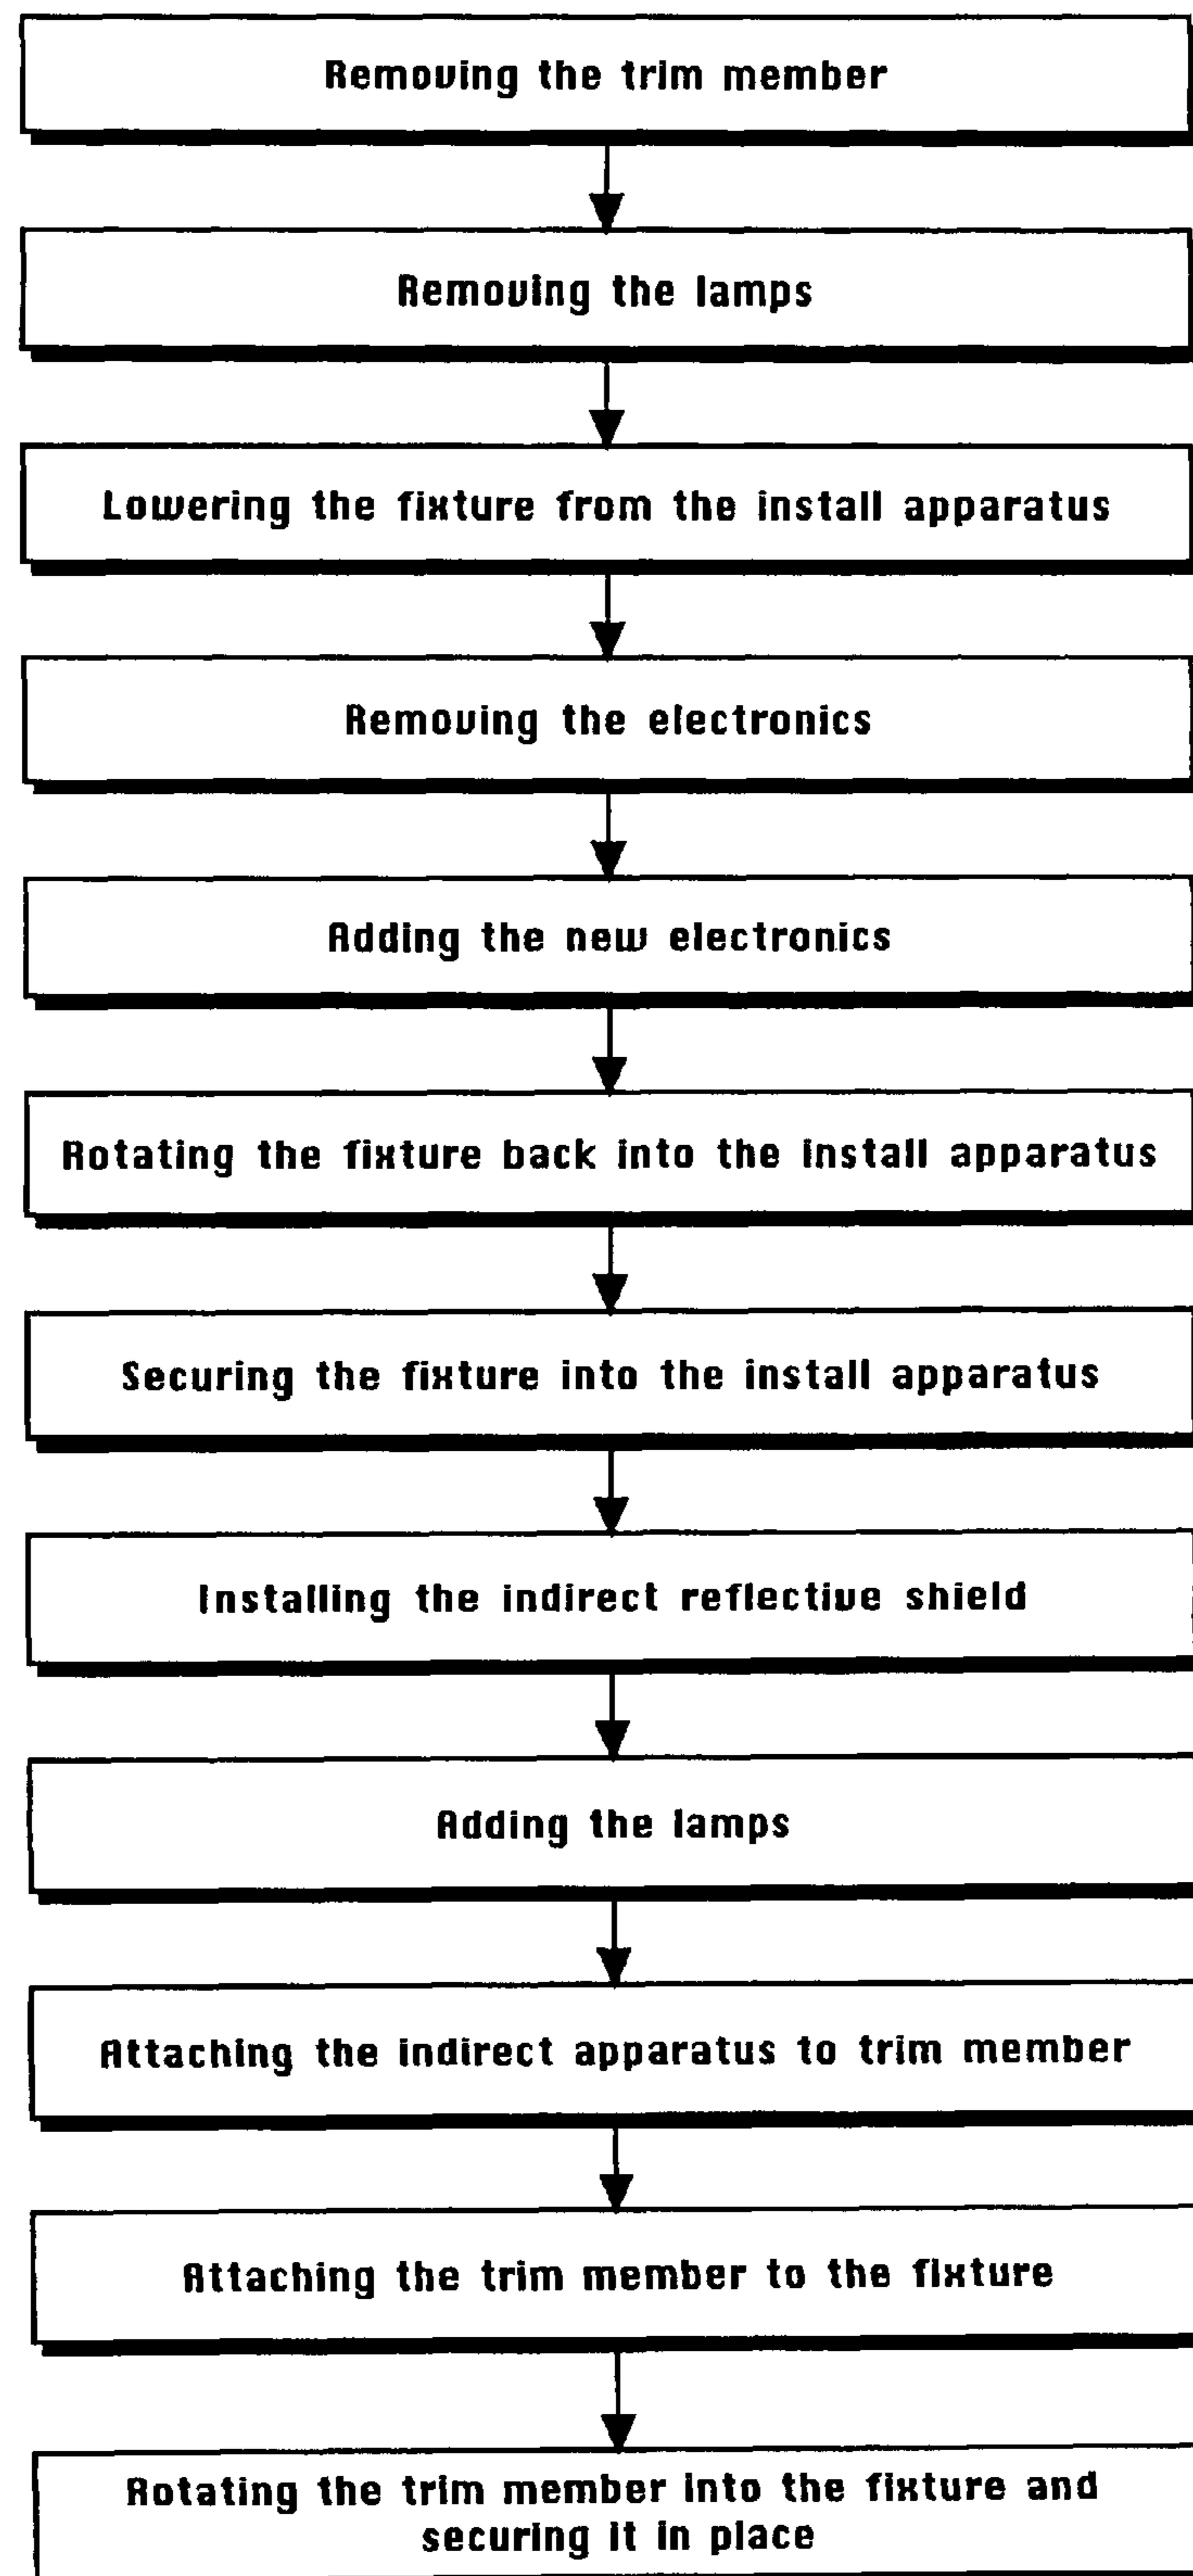 Removing the trim member
Removing the lamps
Lowering the fixture from the install apparatus
Removing the electronics
Adding the new electronics
Rotating the fixture back into the install apparatus
Securing the fixture into the install apparatus
Installing the indirect reflective shield
Adding the lamps
Attaching the indirect apparatus to trim member
Attaching the trim member to the fixture
Rotating the trim member into the fixture and
securing it in place